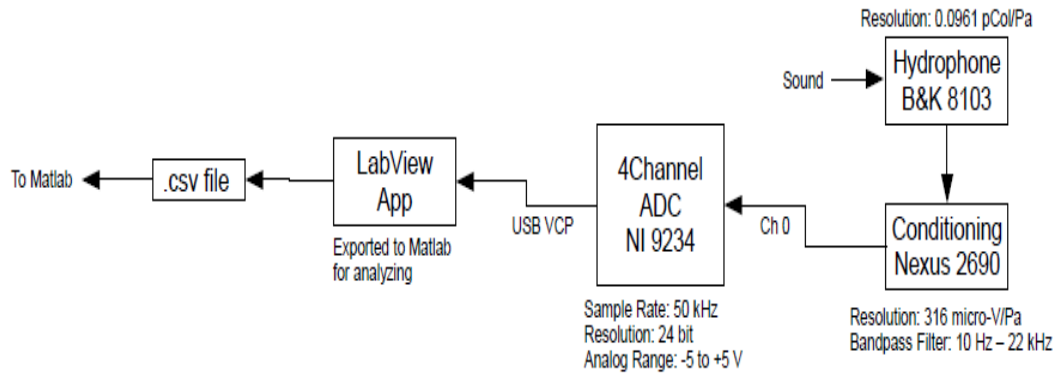 Resolution: 0.0961 pCol/Pa
Sound
Hydrophone
B&K 8103
To Matlab
.csv file
LabView
App
Exported to Matlab
for analyzing
USB VCP
4Channel
ADC
NI 9234
Sample Rate: 50 kHz
Resolution: 24 bit
Analog Range: -5 to +5 V
Ch 0
Conditioning
Nexus 2690
Resolution: 316 micro-V/Pa
Bandpass Filter: 10 Hz – 22 kHz